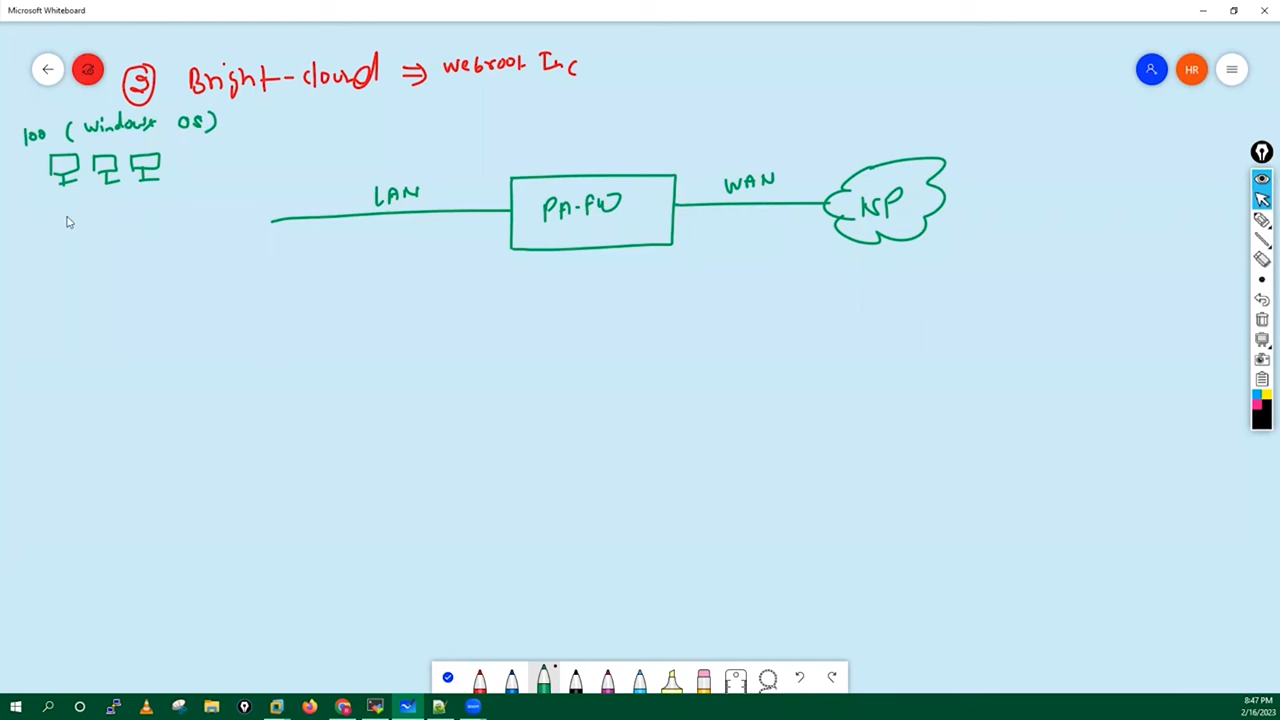 Microsoft Whiteboard
③ Bright-cloud ⇒ webroot Inc
HR
100 (windows OS)
LAN
PA-FW
WAN
8:47 PM
2/16/2023